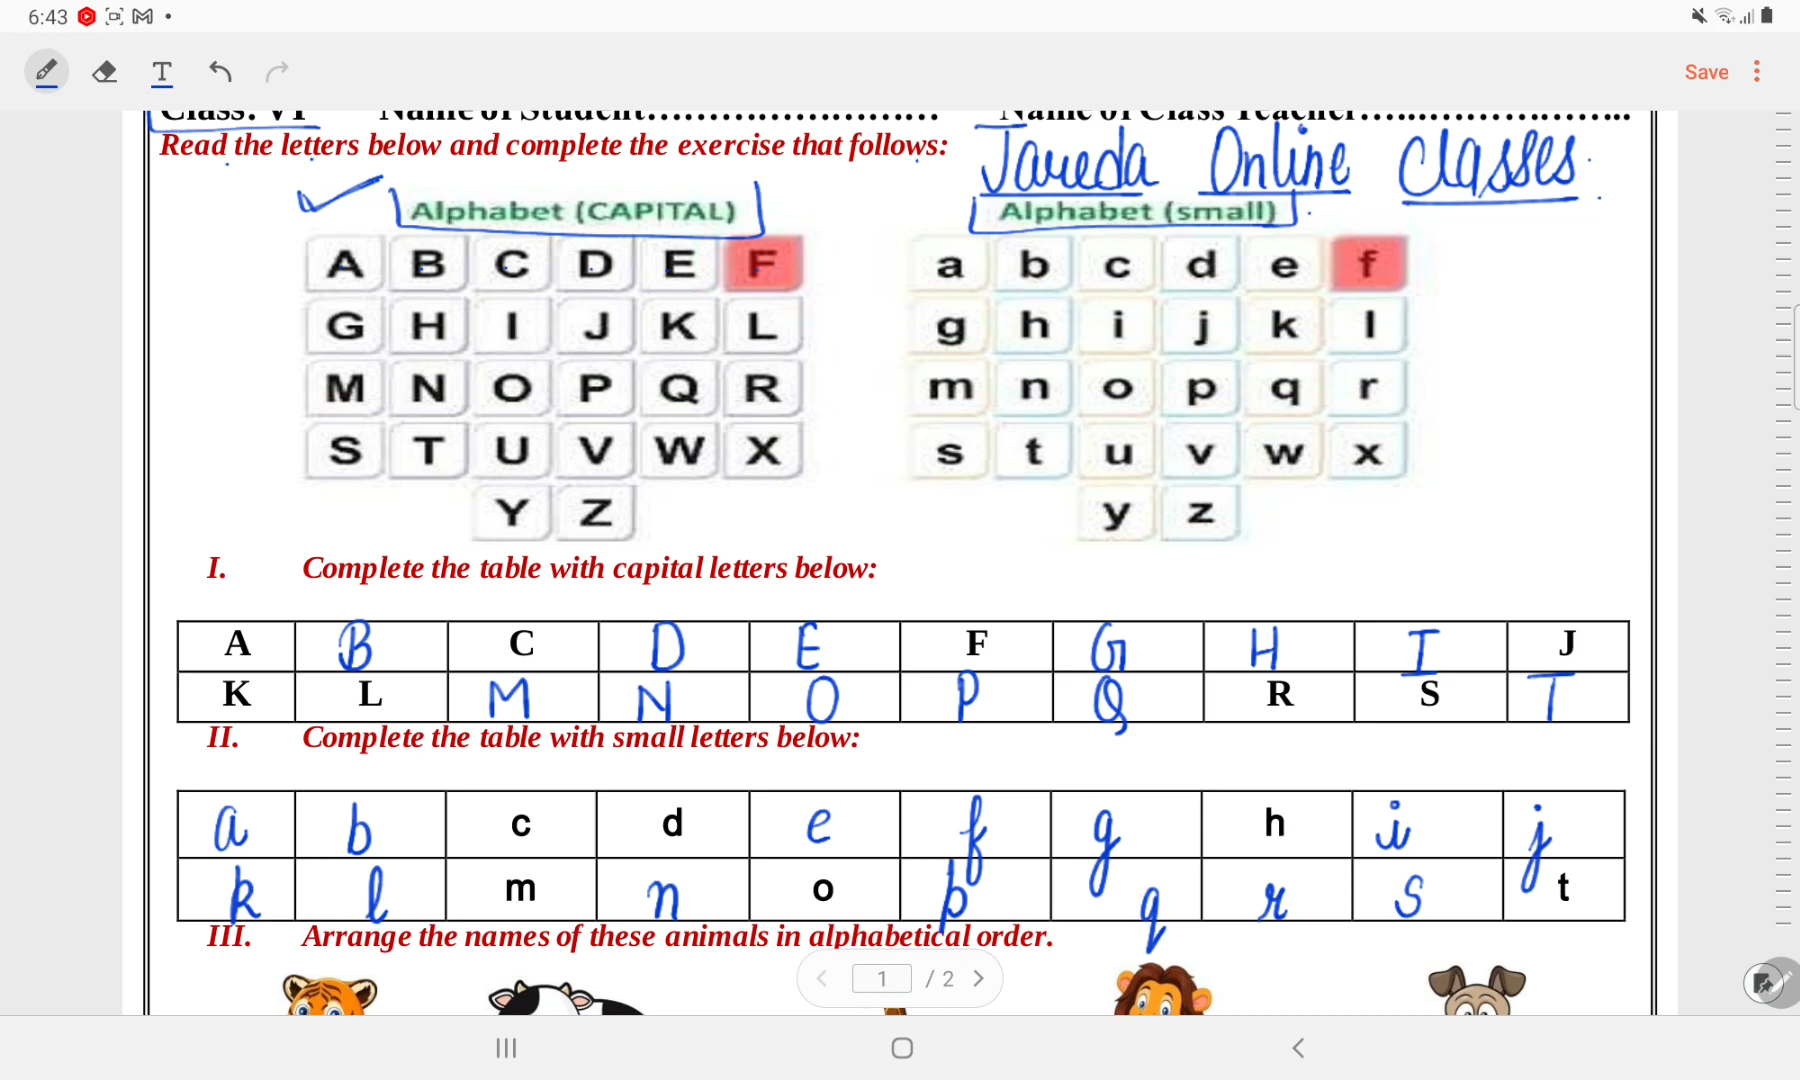 6:43
Save
Class: VI Name of Student........................ Name of Class Teacher........................
Read the letters below and complete the exercise that follows:
Jareda Online Classes.
Alphabet (CAPITAL) Alphabet (small)
A B C D E F a b c d e f
G H I J K L g h i j k l
M N O P Q R m n o p q r
S T U V W X s t u v w x
Y Z y z
I. Complete the table with capital letters below:
A B C D E F G H I J
K L M N O P Q R S T
II. Complete the table with small letters below:
a b c d e f g h i j
k l m n o p q r s t
III. Arrange the names of these animals in alphabetical order.
1 / 2